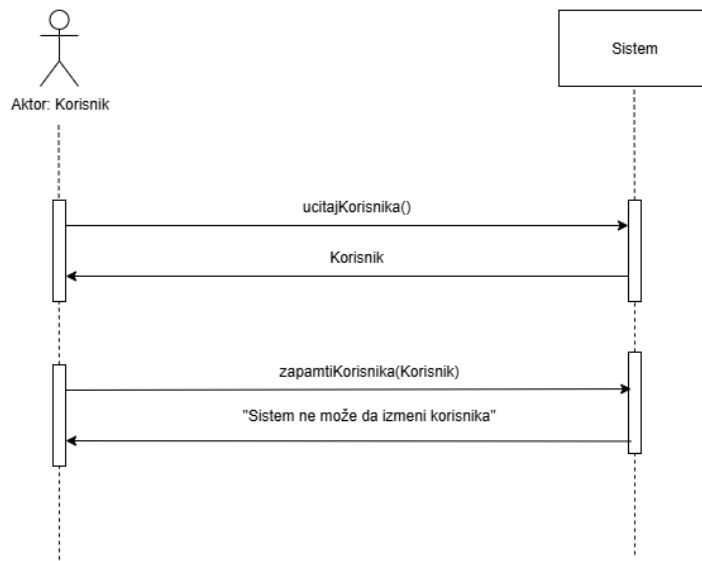 Sistem
Aktor: Korisnik
ucitajKorisnika()
Korisnik
zapamtiKorisnika(Korisnik)
"Sistem ne može da izmeni korisnika"